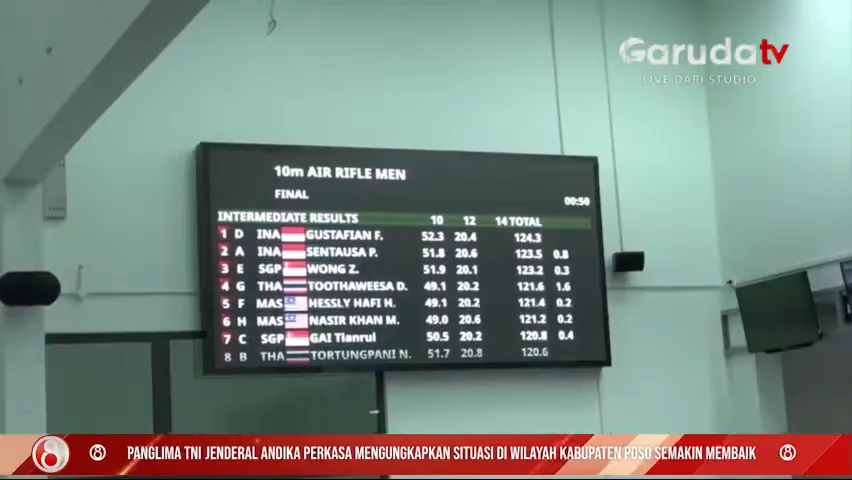 Garudatv
LIVE DARI STUDIO
10m AIR RIFLE MEN
FINAL
00:50
INTERMEDIATE RESULTS 10 12 14 TOTAL
1 D INA GUSTAFIAN F. 52.3 20.4 124.3
2 A INA SENTAUSA P. 51.8 20.6 123.5 0.8
3 E SGP WONG Z. 51.9 20.1 123.2 0.3
4 G THA TOOTHAWEESA D. 49.1 20.2 121.6 1.6
5 F MAS HESSLY HAFI H. 49.1 20.2 121.4 0.2
6 H MAS NASIR KHAN M. 49.0 20.6 121.2 0.2
7 C SGP GAI Tianrui 50.5 20.2 120.8 0.4
8 B THA TORTUNGPANI N. 51.7 20.8 120.6
8 8 PANGLIMA TNI JENDERAL ANDIKA PERKASA MENGUNGKAPKAN SITUASI DI WILAYAH KABUPATEN POSO SEMAKIN MEMBAIK 8